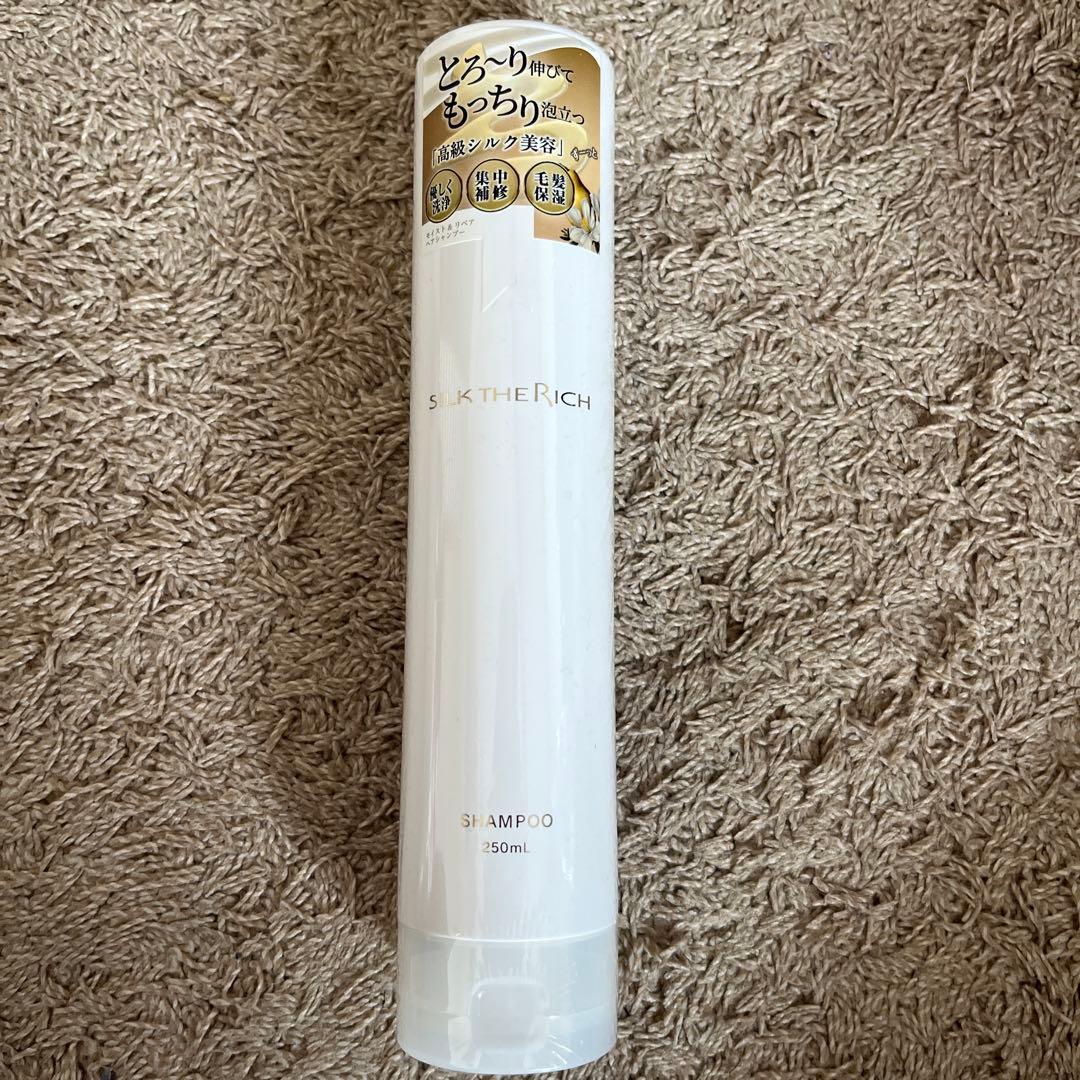 とろ～り伸びて
もっちり泡立つ
「高級シルク美容」
優しく
洗浄
集中
補修
毛髪
保湿
モイスト&リペア
ヘアシャンプー
SILK THE RICH
SHAMPOO
250mL